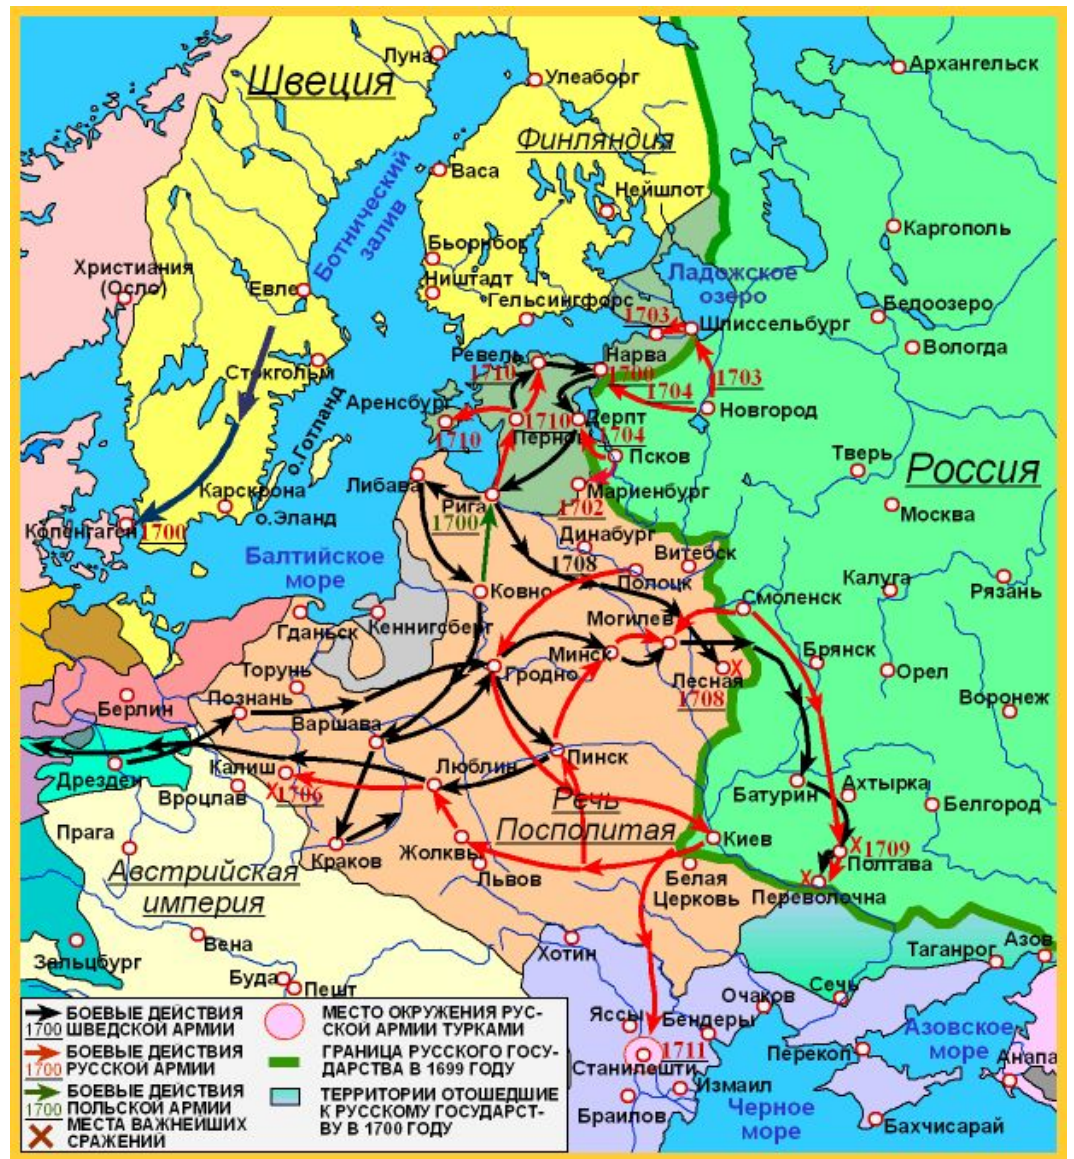 Луна
Швеция
Улеаборг
Архангельск
Финляндия
Ботнический
залив
Васа
Нейшлот
Каргополь
Бьорнборг
Христиания
(Осло)
Евле
Ништадт
Гельсингфорс
Ладожское
озеро
Белоозеро
1703
Шлиссельбург
Вологда
Стокгольм
Ревель
1710
Нарва
1700
1704
1703
Аренсбург
1710
1710
Пернов
Дерпт
1704
Новгород
о.Готланд
Псков
Тверь
Россия
Либава
Карскрона
о.Эланд
Рига
1700
Мариенбург
1702
Москва
Копенгаген
1700
Динабург
1708
Витебск
Балтийское
море
Полоцк
Калуга
Рязань
Ковно
Гданьск
Кеннигсберг
Могилев
Смоленск
Торунь
Гродно
Минск
Брянск
Орел
Лесная
1708
Берлин
Познань
Варшава
Воронеж
Дрезден
Калиш
1706
Люблин
Пинск
Вроцлав
Батурин
Ахтырка
Белгород
Речь
Посполитая
Прага
Краков
Жолквь
Киев
1709
Полтава
Австрийская
империя
Львов
Белая
Церковь
Переволочна
Вена
Зальцбург
Хотин
Таганрог
Азов
Буда
Пешт
Сечь
Очаков
Яссы
Бендеры
Азовское
море
Перекоп
Анапа
1711
Станилешти
Измаил
Браилов
Черное
море
Бахчисарай
БОЕВЫЕ ДЕЙСТВИЯ
1700 ШВЕДСКОЙ АРМИИ
БОЕВЫЕ ДЕЙСТВИЯ
1700 РУССКОЙ АРМИИ
БОЕВЫЕ ДЕЙСТВИЯ
1700 ПОЛЬСКОЙ АРМИИ
МЕСТА ВАЖНЕЙШИХ
СРАЖЕНИЙ
МЕСТО ОКРУЖЕНИЯ РУС-
СКОЙ АРМИИ ТУРКАМИ
ГРАНИЦА РУССКОГО ГОСУ-
ДАРСТВА В 1699 ГОДУ
ТЕРРИТОРИИ ОТОШЕДШИЕ
К РУССКОМУ ГОСУДАРСТ-
ВУ В 1700 ГОДУ